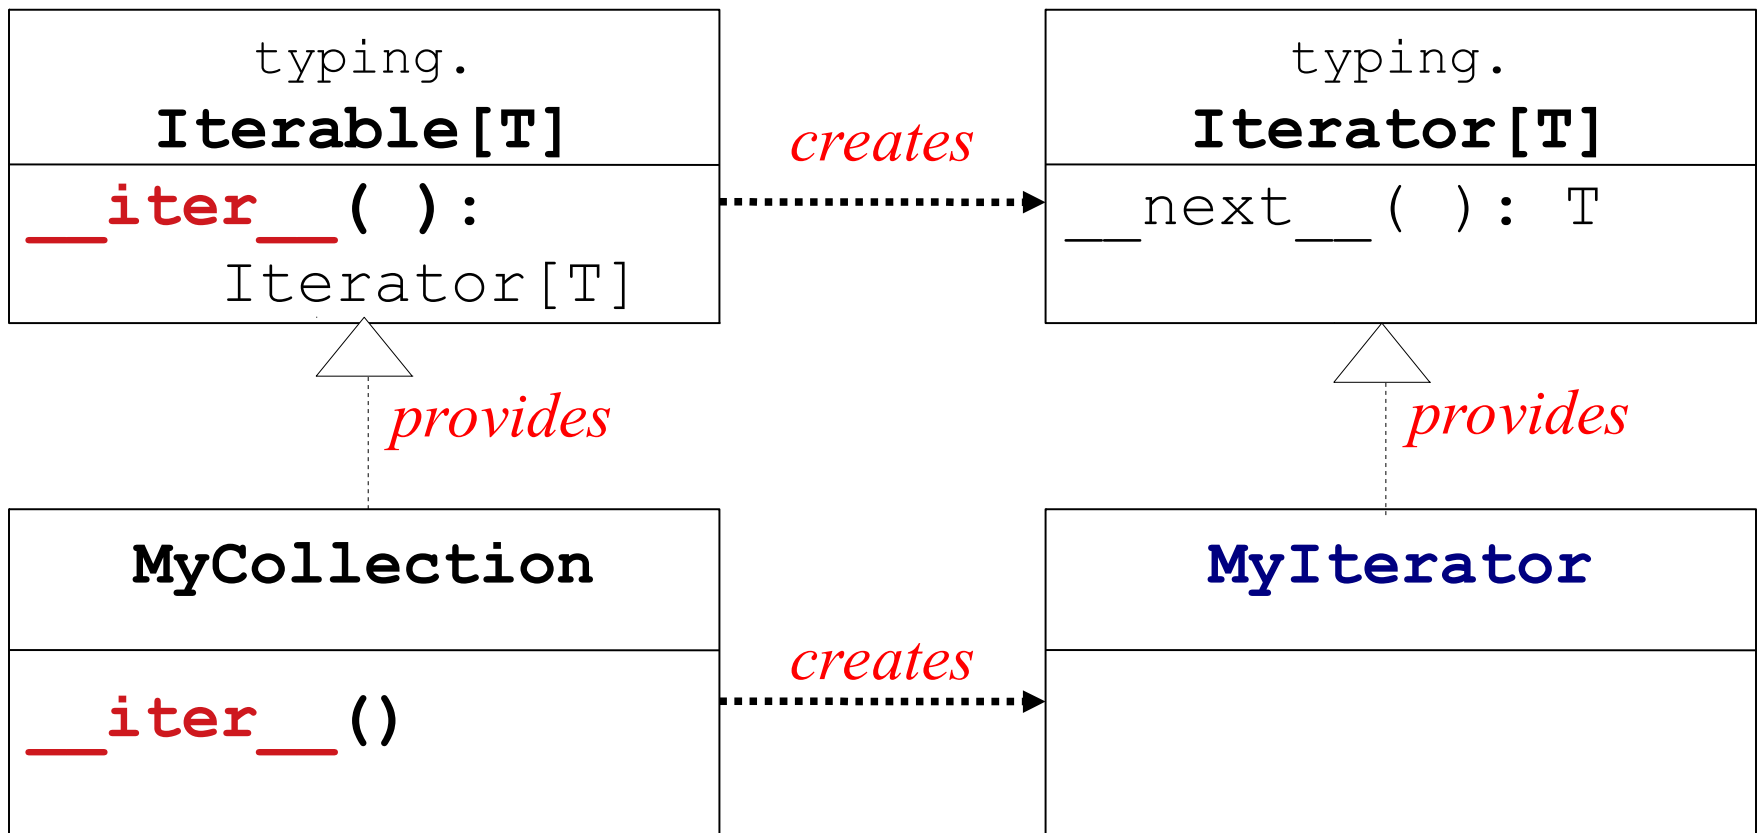 typing.
Iterable[T]
__iter__( ):
Iterator[T]
creates
typing.
Iterator[T]
__next__( ): T
provides
provides
MyCollection
__iter__()
creates
MyIterator